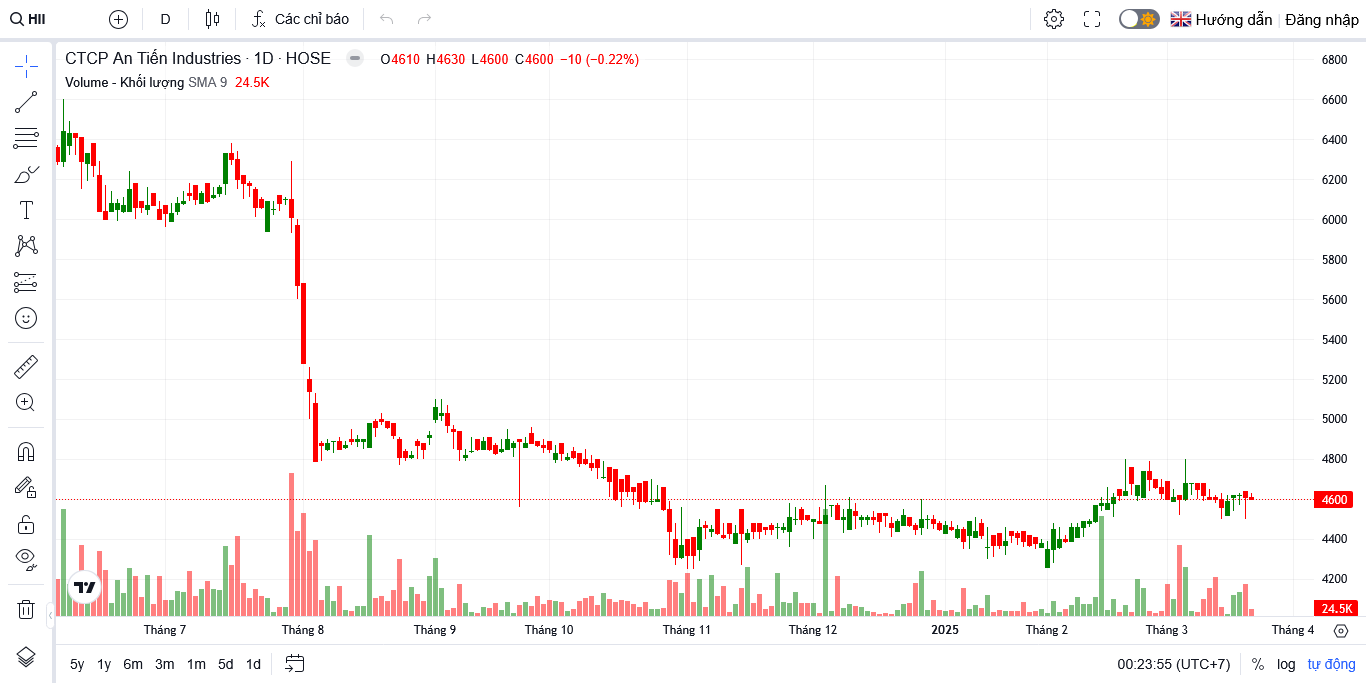 HII D Các chỉ báo Hướng dẫn Đăng nhập
CTCP An Tiến Industries · 1D · HOSE O4610 H4630 L4600 C4600 −10 (−0.22%)
Volume - Khối lượng SMA 9 24.5K
6800
6600
6400
6200
6000
5800
5600
5400
5200
5000
4800
4600
4400
4200
24.5K
Tháng 7 Tháng 8 Tháng 9 Tháng 10 Tháng 11 Tháng 12 2025 Tháng 2 Tháng 3 Tháng 4
5y 1y 6m 3m 1m 5d 1d 00:23:55 (UTC+7) % log tự động